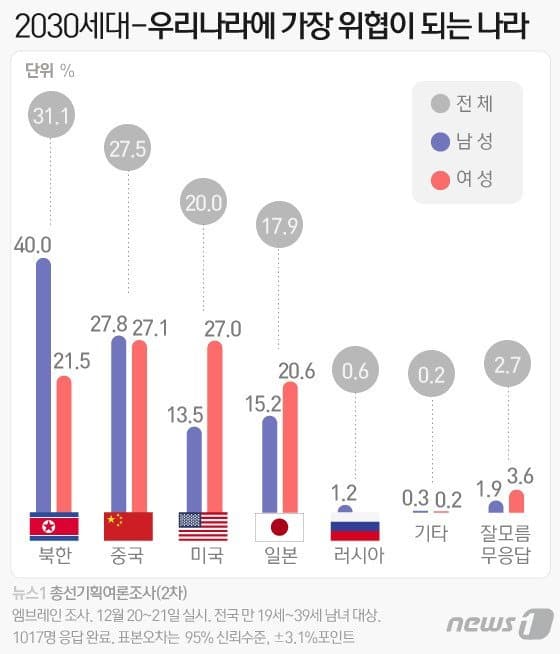 2030세대-우리나라에 가장 위협이 되는 나라
단위 %
전체
남성
여성
31.1
27.5
20.0
17.9
0.6
0.2
2.7
40.0
21.5
27.8
27.1
13.5
27.0
15.2
20.6
1.2
0.3
0.2
1.9
3.6
북한
중국
미국
일본
러시아
기타
잘모름
무응답
뉴스1 총선기획여론조사(2차)
엠브레인 조사. 12월 20~21일 실시. 전국 만 19세~39세 남녀 대상.
1017명 응답 완료. 표본오차는 95% 신뢰수준, ±3.1%포인트
news1